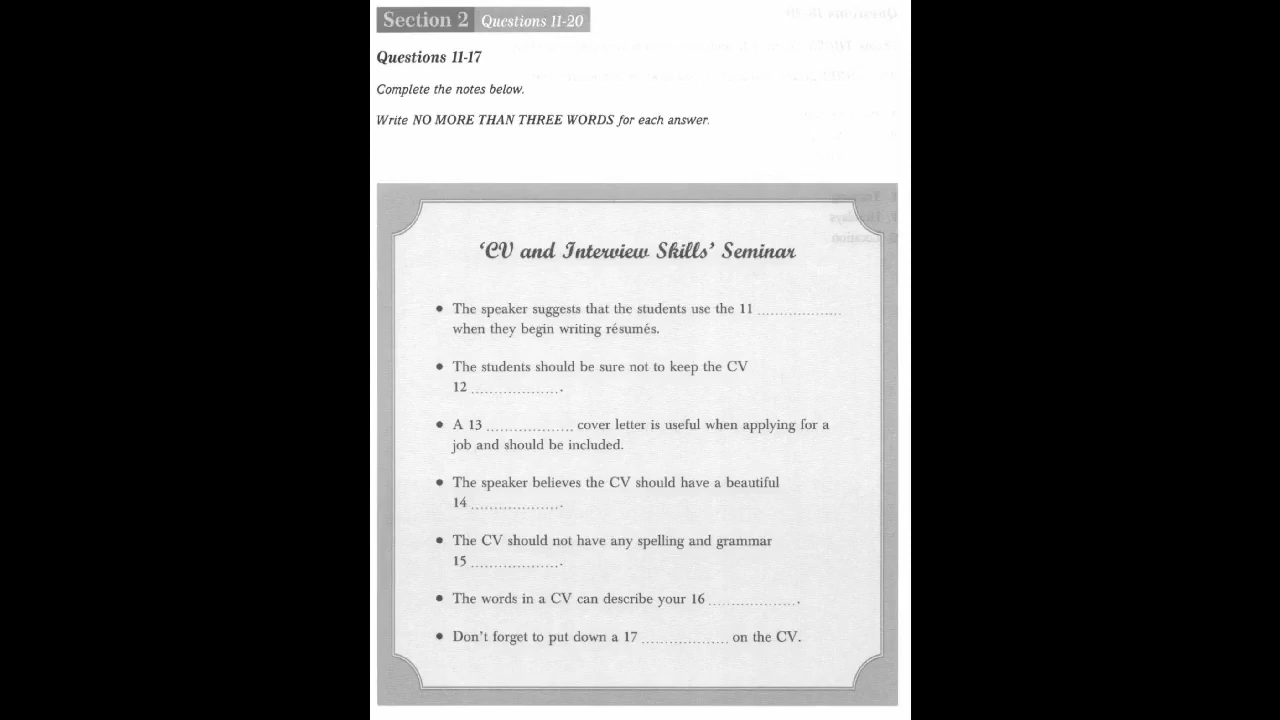 Section 2 Questions 11-20
Questions 11-17
Complete the notes below.
Write NO MORE THAN THREE WORDS for each answer.
'CV and Interview Skills' Seminar
• The speaker suggests that the students use the 11 ...................
when they begin writing résumés.
• The students should be sure not to keep the CV
12 ................... .
• A 13 ................... cover letter is useful when applying for a
job and should be included.
• The speaker believes the CV should have a beautiful
14 ................... .
• The CV should not have any spelling and grammar
15 ................... .
• The words in a CV can describe your 16 ................... .
• Don't forget to put down a 17 ................... on the CV.